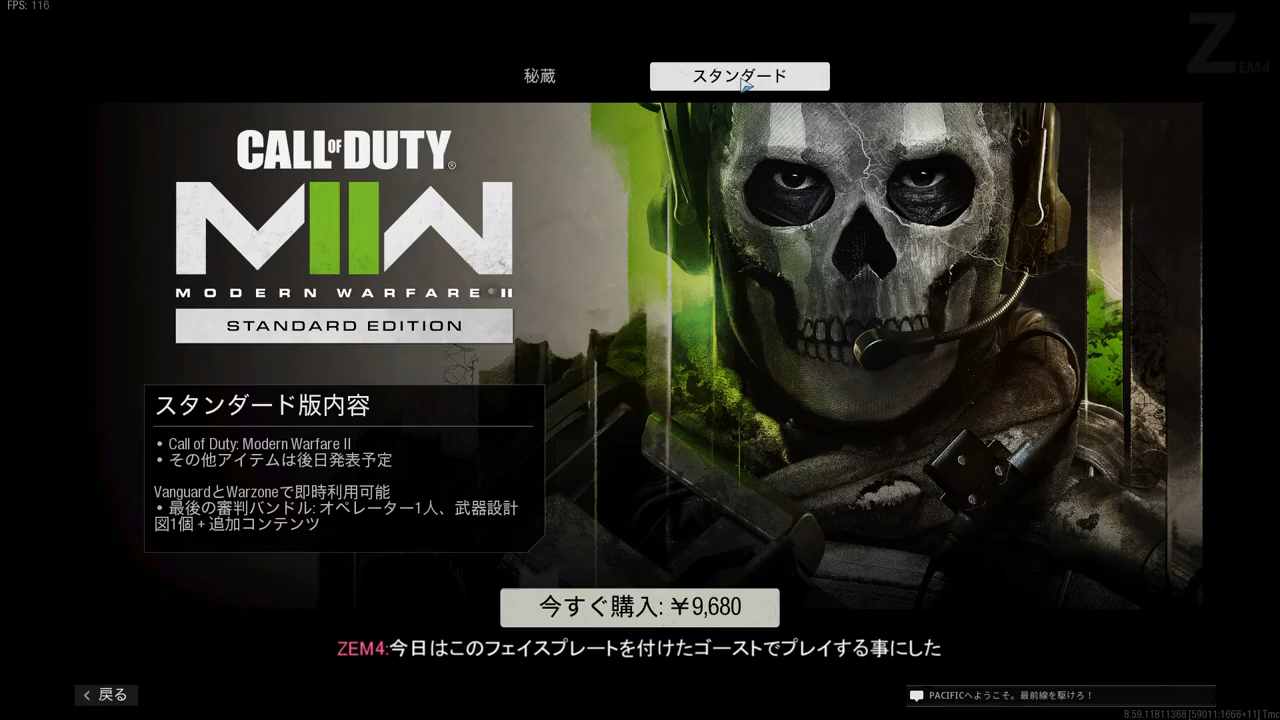 FPS: 116
ZEM4
秘蔵
スタンダード
CALL OF DUTY®
MIIW
MODERN WARFARE® II
STANDARD EDITION
スタンダード版内容
• Call of Duty: Modern Warfare II
• その他アイテムは後日発表予定
VanguardとWarzoneで即時利用可能
• 最後の審判バンドル: オペレーター1人、武器設計
図1個 + 追加コンテンツ
今すぐ購入: ￥9,680
ZEM4:今日はこのフェイスプレートを付けたゴーストでプレイする事にした
戻る
PACIFICへようこそ。最前線を駆けろ！
8.59.11811368 [59011:1666+11] Tmc